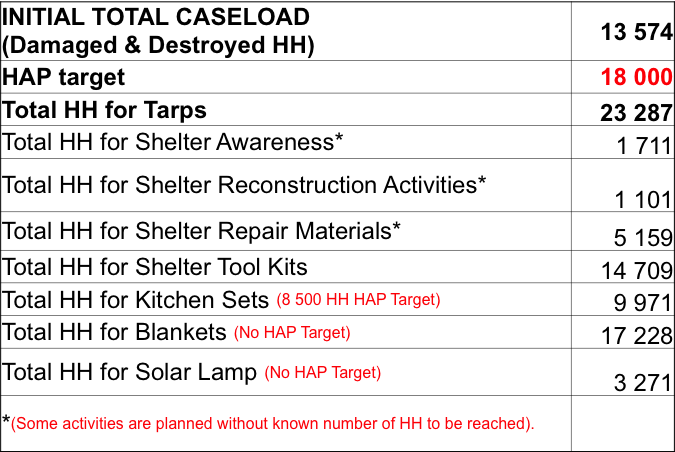 INITIAL TOTAL CASELOAD
(Damaged & Destroyed HH) 13 574
HAP target 18 000
Total HH for Tarps 23 287
Total HH for Shelter Awareness* 1 711
Total HH for Shelter Reconstruction Activities* 1 101
Total HH for Shelter Repair Materials* 5 159
Total HH for Shelter Tool Kits 14 709
Total HH for Kitchen Sets (8 500 HH HAP Target) 9 971
Total HH for Blankets (No HAP Target) 17 228
Total HH for Solar Lamp (No HAP Target) 3 271
*(Some activities are planned without known number of HH to be reached).